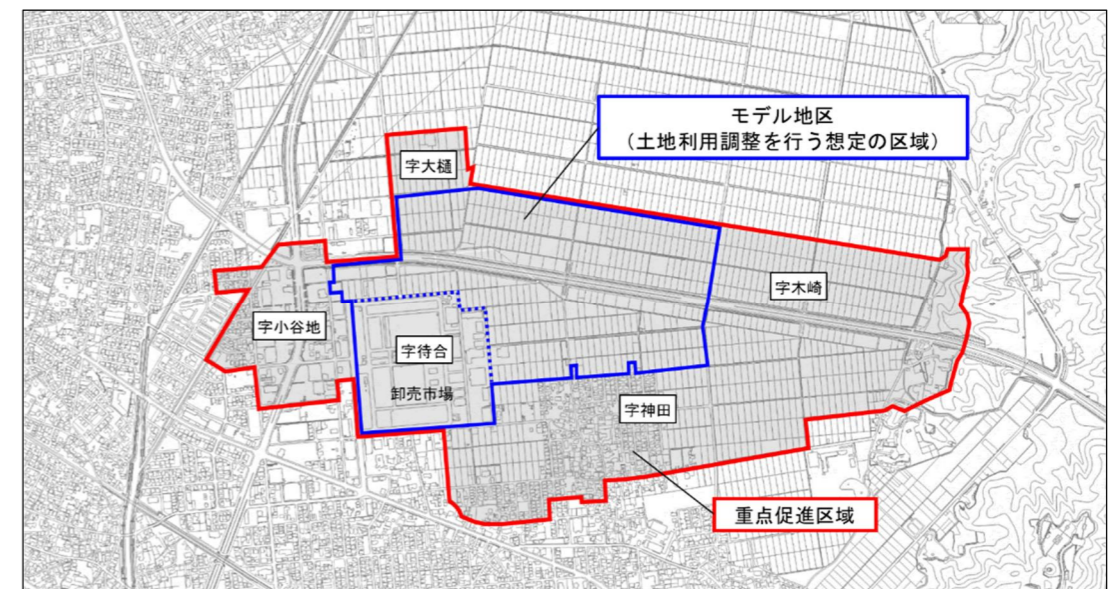 モデル地区
（土地利用調整を行う想定の区域）
字大樋
字木崎
字小谷地
字待合
卸売市場
字神田
重点促進区域